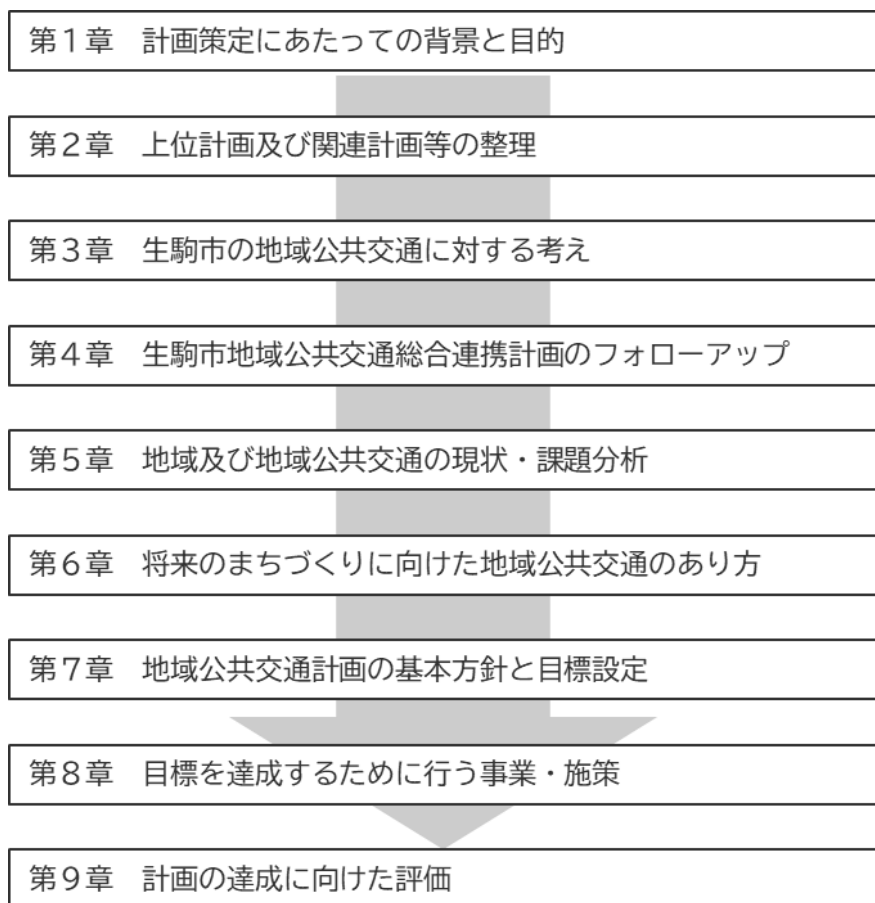 第１章　計画策定にあたっての背景と目的
第２章　上位計画及び関連計画等の整理
第３章　生駒市の地域公共交通に対する考え
第４章　生駒市地域公共交通総合連携計画のフォローアップ
第５章　地域及び地域公共交通の現状・課題分析
第６章　将来のまちづくりに向けた地域公共交通のあり方
第７章　地域公共交通計画の基本方針と目標設定
第８章　目標を達成するために行う事業・施策
第９章　計画の達成に向けた評価